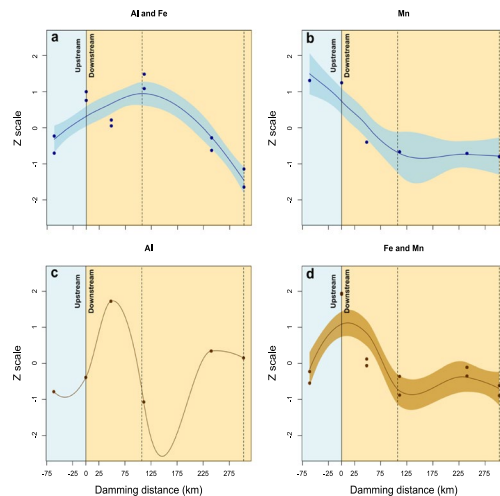 Al and Fe
Mn
a
Upstream
Downstream
2
1
0
-1
-2
Z scale
b
Upstream
Downstream
2
1
0
-1
-2
Z scale
Al
Fe and Mn
c
Upstream
Downstream
2
1
0
-1
-2
Z scale
-75 -25 0 25 75 125 175 225 275
Damming distance (km)
d
Upstream
Downstream
2
1
0
-1
-2
Z scale
-75 -25 0 25 75 125 175 225 275
Damming distance (km)